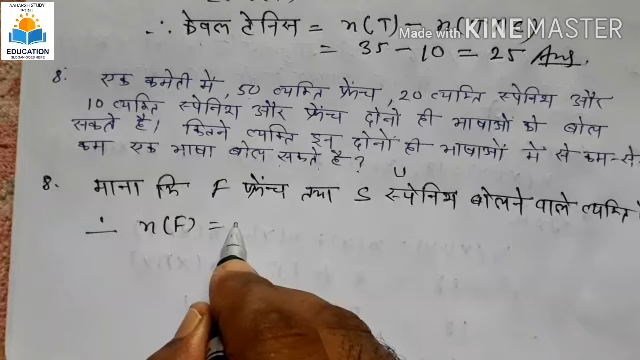 ∴ केवल टेनिस = n(T) -
Made with KINEMASTER
= 35 - 10 = 25 Ans.
STUDY
EDUCATION
8. एक कमेटी में, 50 व्यक्ति फ्रेंच, 20 व्यक्ति स्पेनिश और
10 व्यक्ति स्पेनिश और फ्रेंच दोनों ही भाषाओं को बोल
सकते हैं। कितने व्यक्ति इन दोनों ही भाषाओं में से कम-से-
कम एक भाषा बोल सकते हैं?
U
8. माना कि F फ्रेंच तथा S स्पेनिश बोलने वाले व्यक्ति
∴ n(F) =